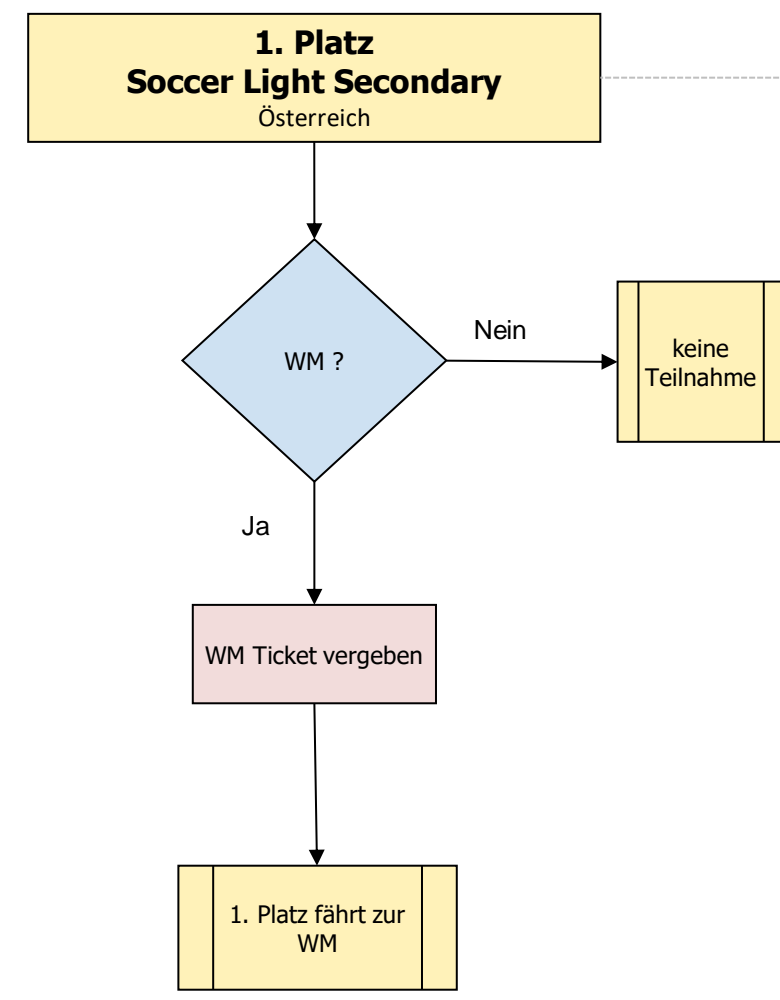 1. Platz
Soccer Light Secondary
Österreich
WM ?
Nein
keine
Teilnahme
Ja
WM Ticket vergeben
1. Platz fährt zur
WM